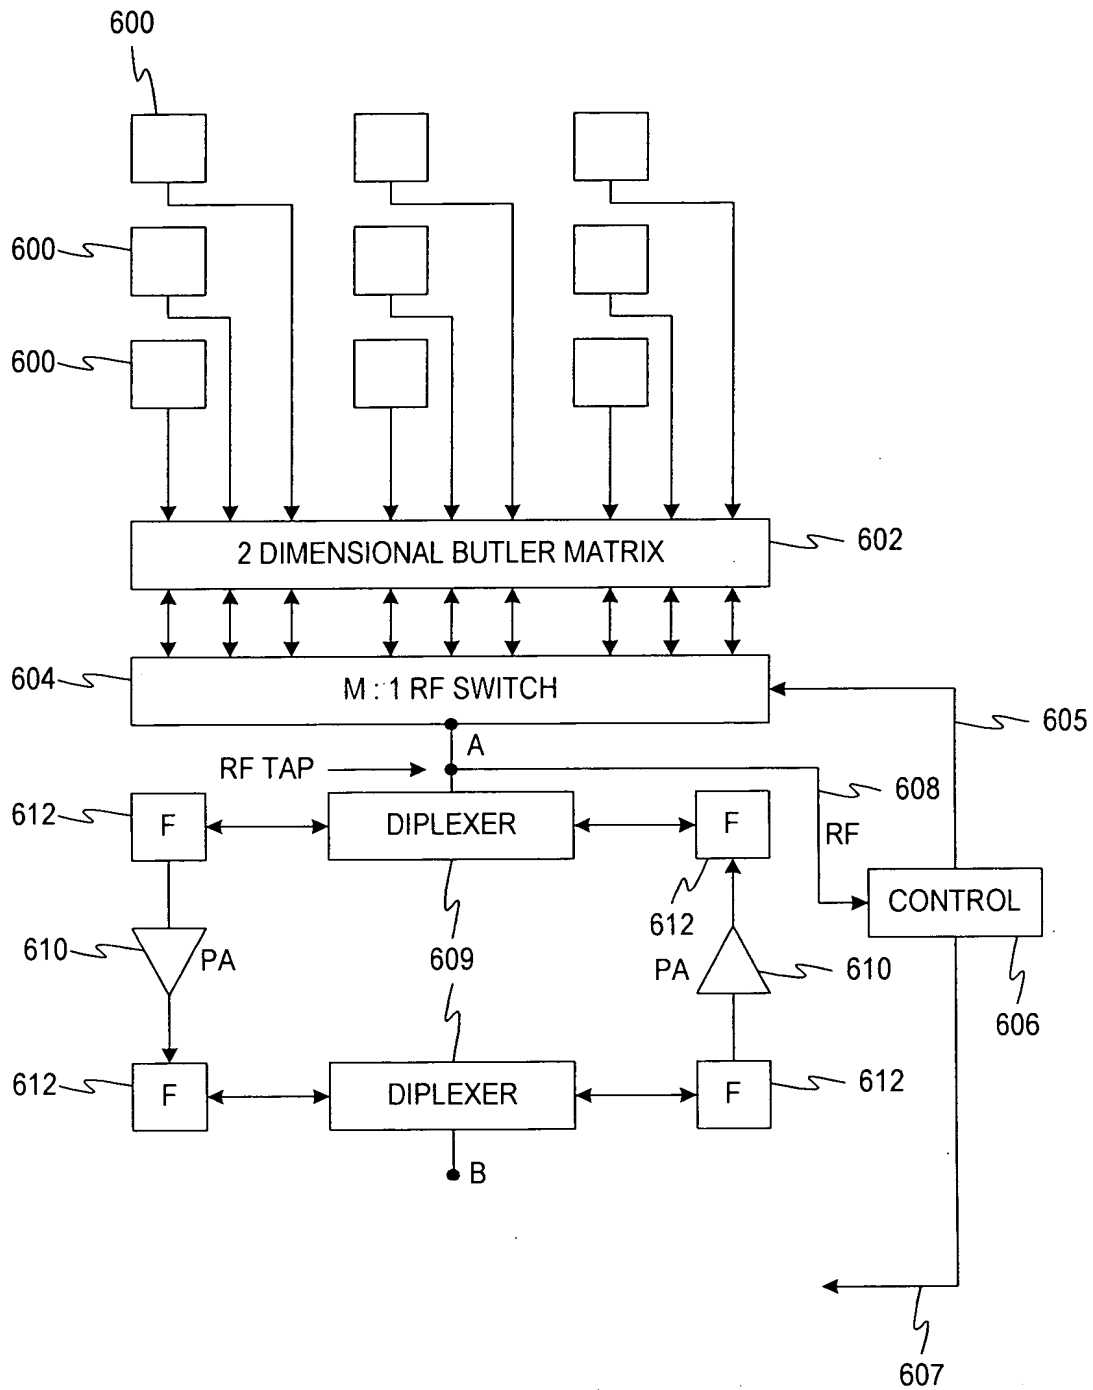 600
600
600
2 DIMENSIONAL BUTLER MATRIX
602
604
M : 1 RF SWITCH
605
A
RF TAP
608
612
F
DIPLEXER
F
RF
612
CONTROL
610
PA
609
PA
610
606
612
F
DIPLEXER
F
612
B
607